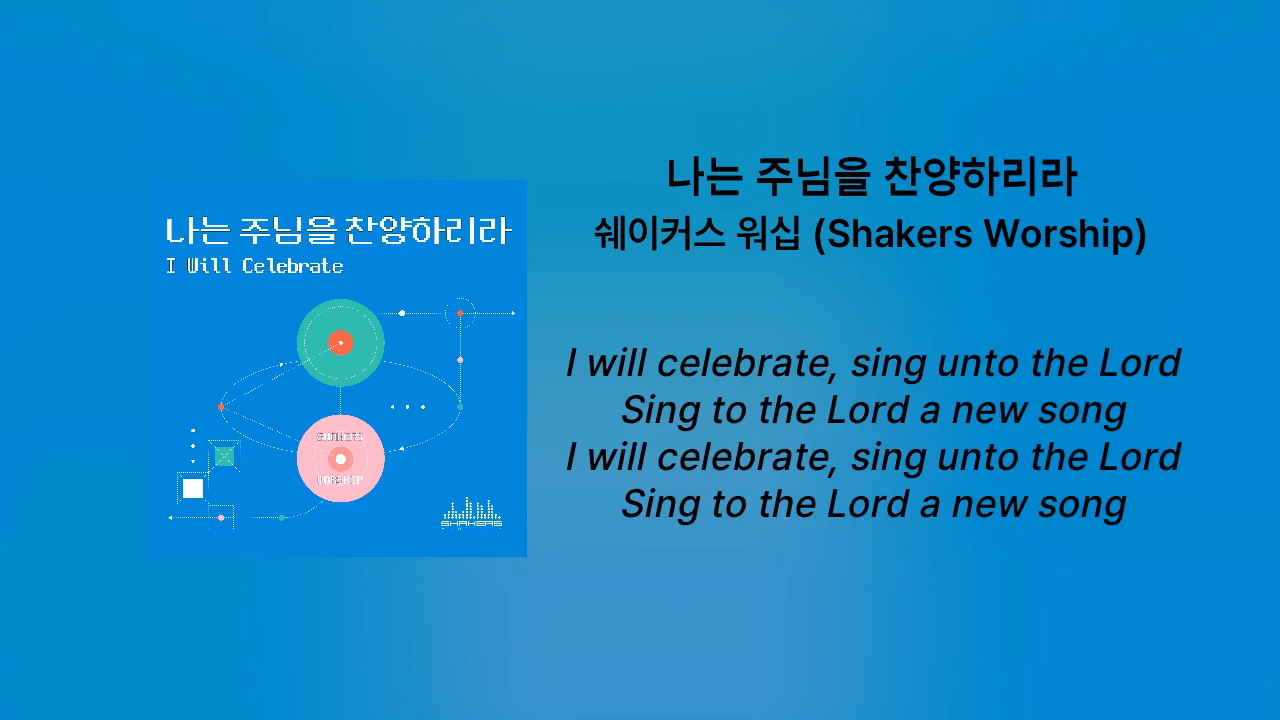 나는 주님을 찬양하리라
I Will Celebrate
SHAKERS
WORSHIP
SHAKERS
나는 주님을 찬양하리라
쉐이커스 워십 (Shakers Worship)
I will celebrate, sing unto the Lord
Sing to the Lord a new song
I will celebrate, sing unto the Lord
Sing to the Lord a new song